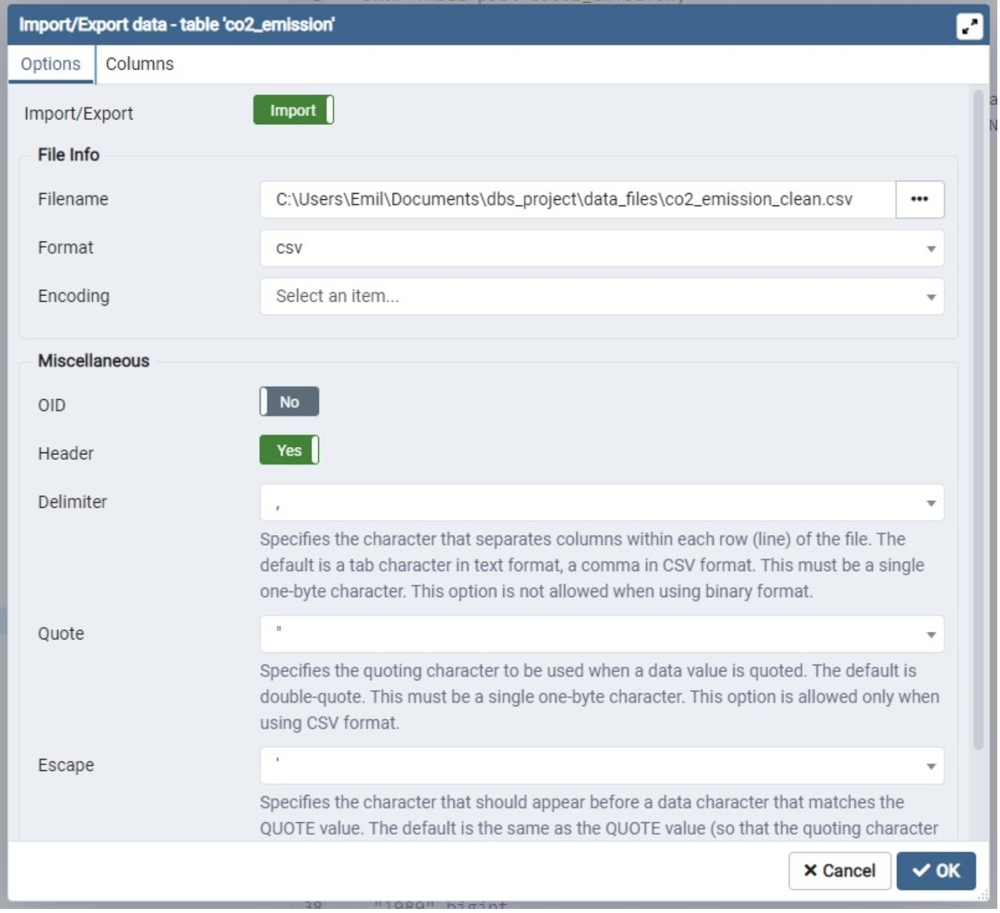 Import/Export data - table 'co2_emission'
Options Columns
Import/Export Import
File Info
Filename C:\Users\Emil\Documents\dbs_project\data_files\co2_emission_clean.csv •••
Format csv
Encoding Select an item...
Miscellaneous
OID No
Header Yes
Delimiter ,
Specifies the character that separates columns within each row (line) of the file. The
default is a tab character in text format, a comma in CSV format. This must be a single
one-byte character. This option is not allowed when using binary format.
Quote "
Specifies the quoting character to be used when a data value is quoted. The default is
double-quote. This must be a single one-byte character. This option is allowed only when
using CSV format.
Escape '
Specifies the character that should appear before a data character that matches the
QUOTE value. The default is the same as the QUOTE value (so that the quoting character
Cancel OK
38 "1989" bigint